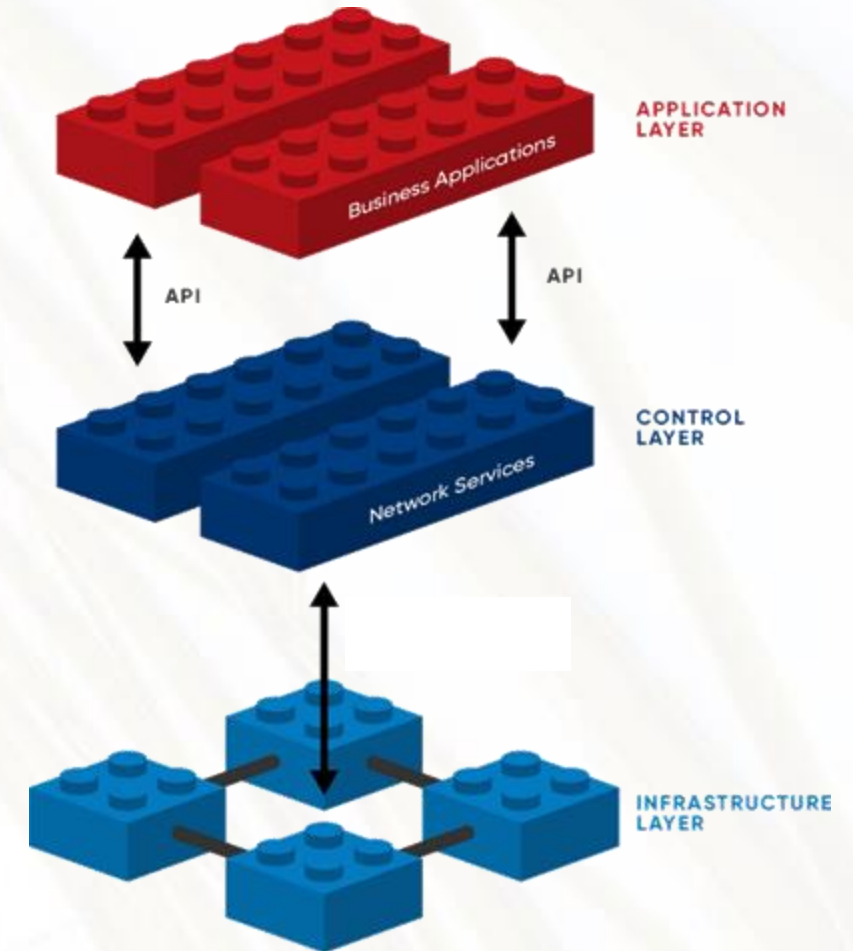 APPLICATION
LAYER
Business Applications
API
API
CONTROL
LAYER
Network Services
INFRASTRUCTURE
LAYER